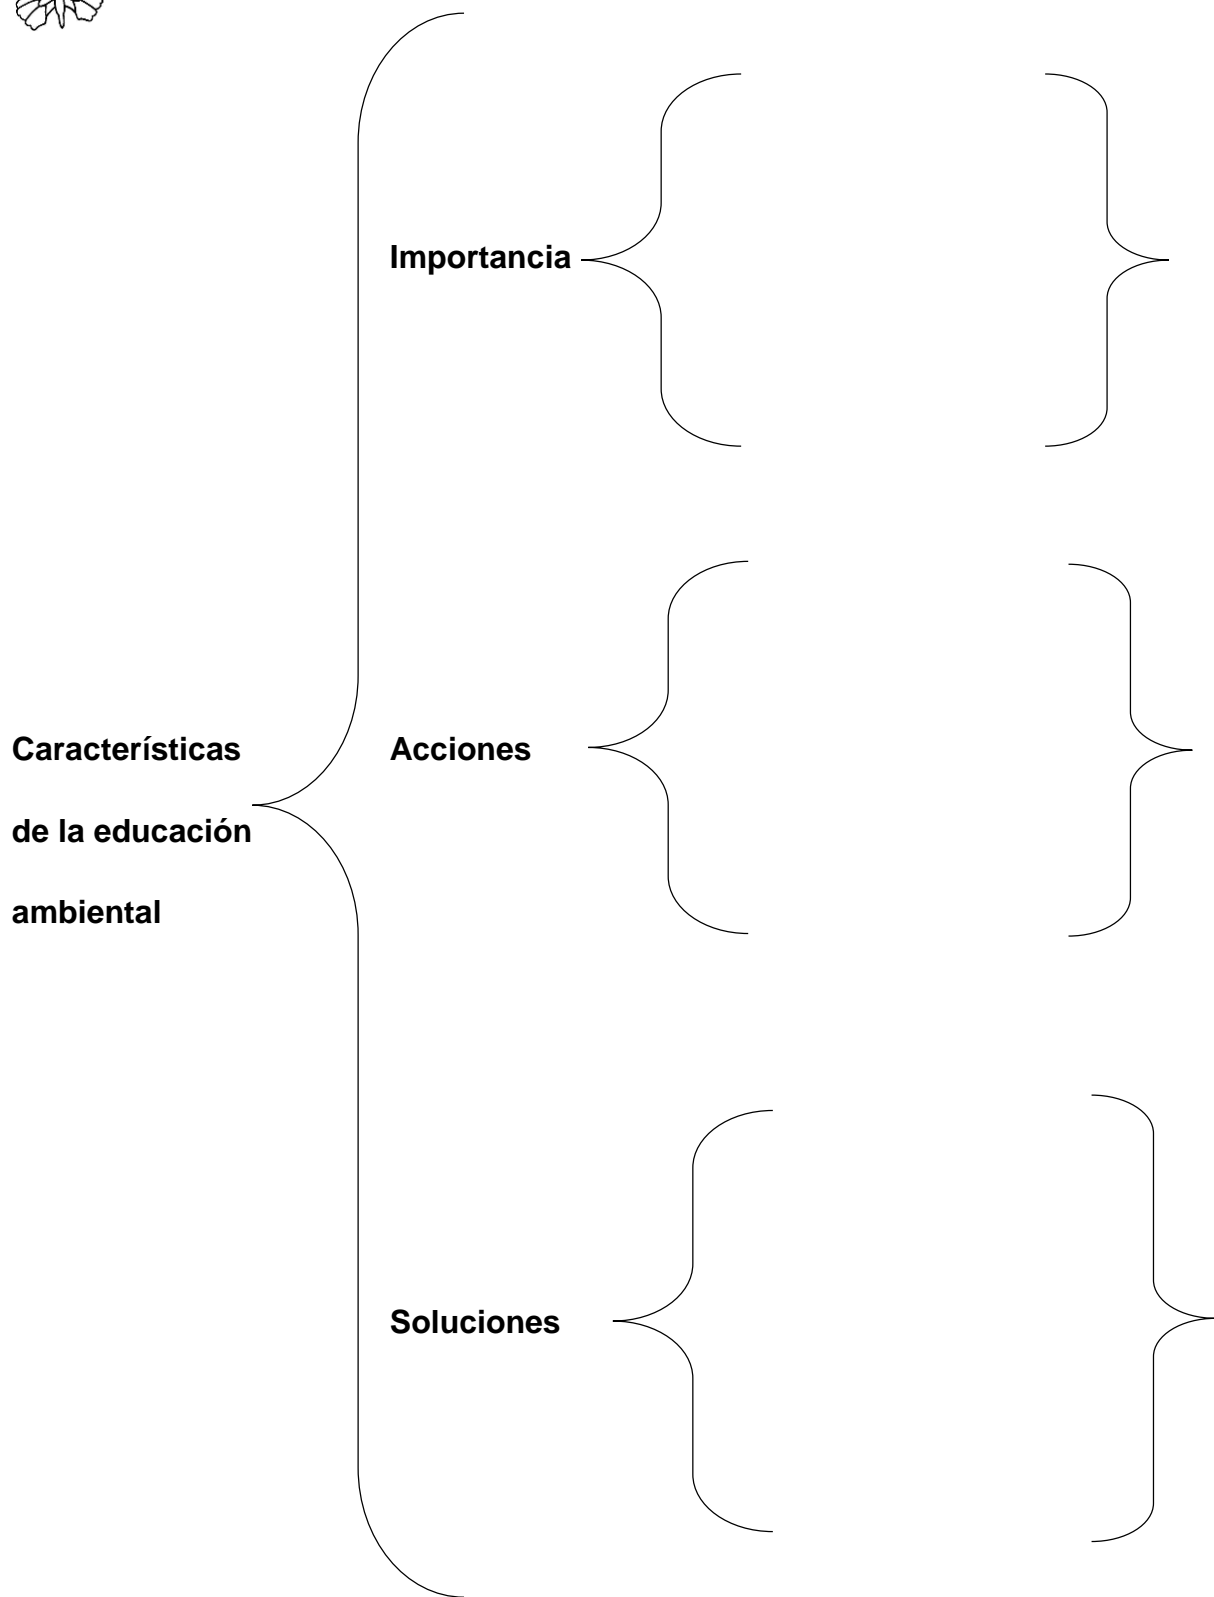 Importancia
Características
de la educación
ambiental
Acciones
Soluciones